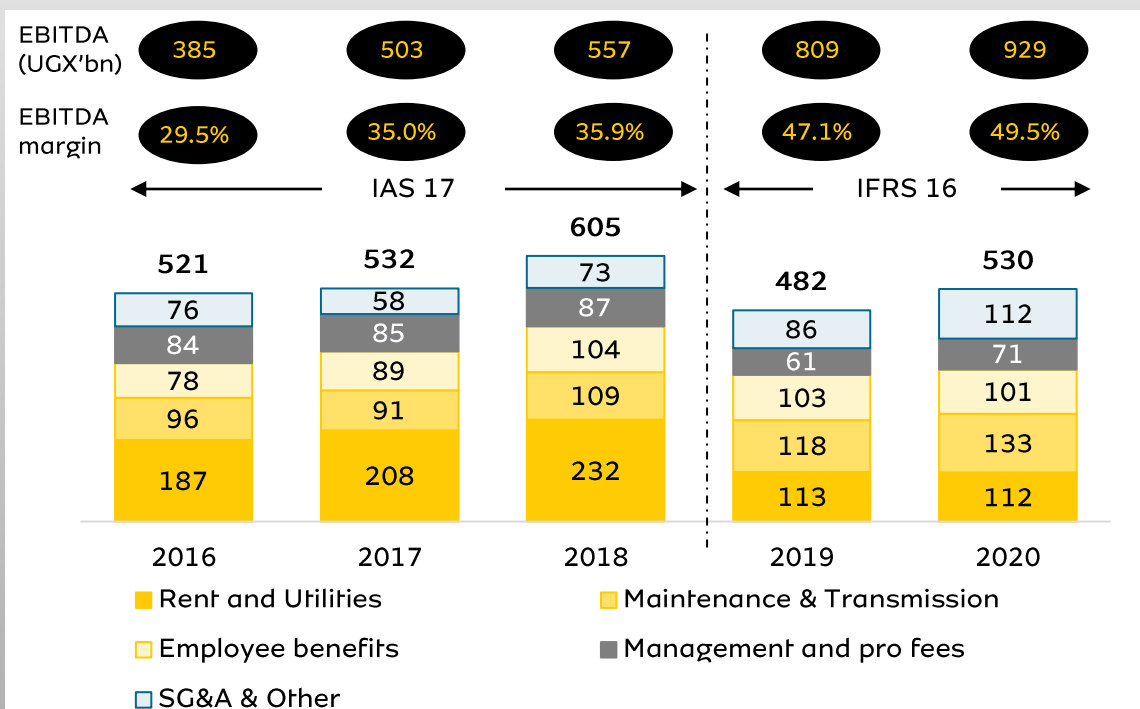 EBITDA
(UGX'bn)
385 503 557 809 929
EBITDA
margin
29.5% 35.0% 35.9% 47.1% 49.5%
IAS 17 IFRS 16
521 532 605 482 530
76 58 73 86 112
84 85 87 61 71
78 89 104 103 101
96 91 109 118 133
187 208 232 113 112
2016 2017 2018 2019 2020
Rent and Utilities Maintenance & Transmission
Employee benefits Management and pro fees
SG&A & Other